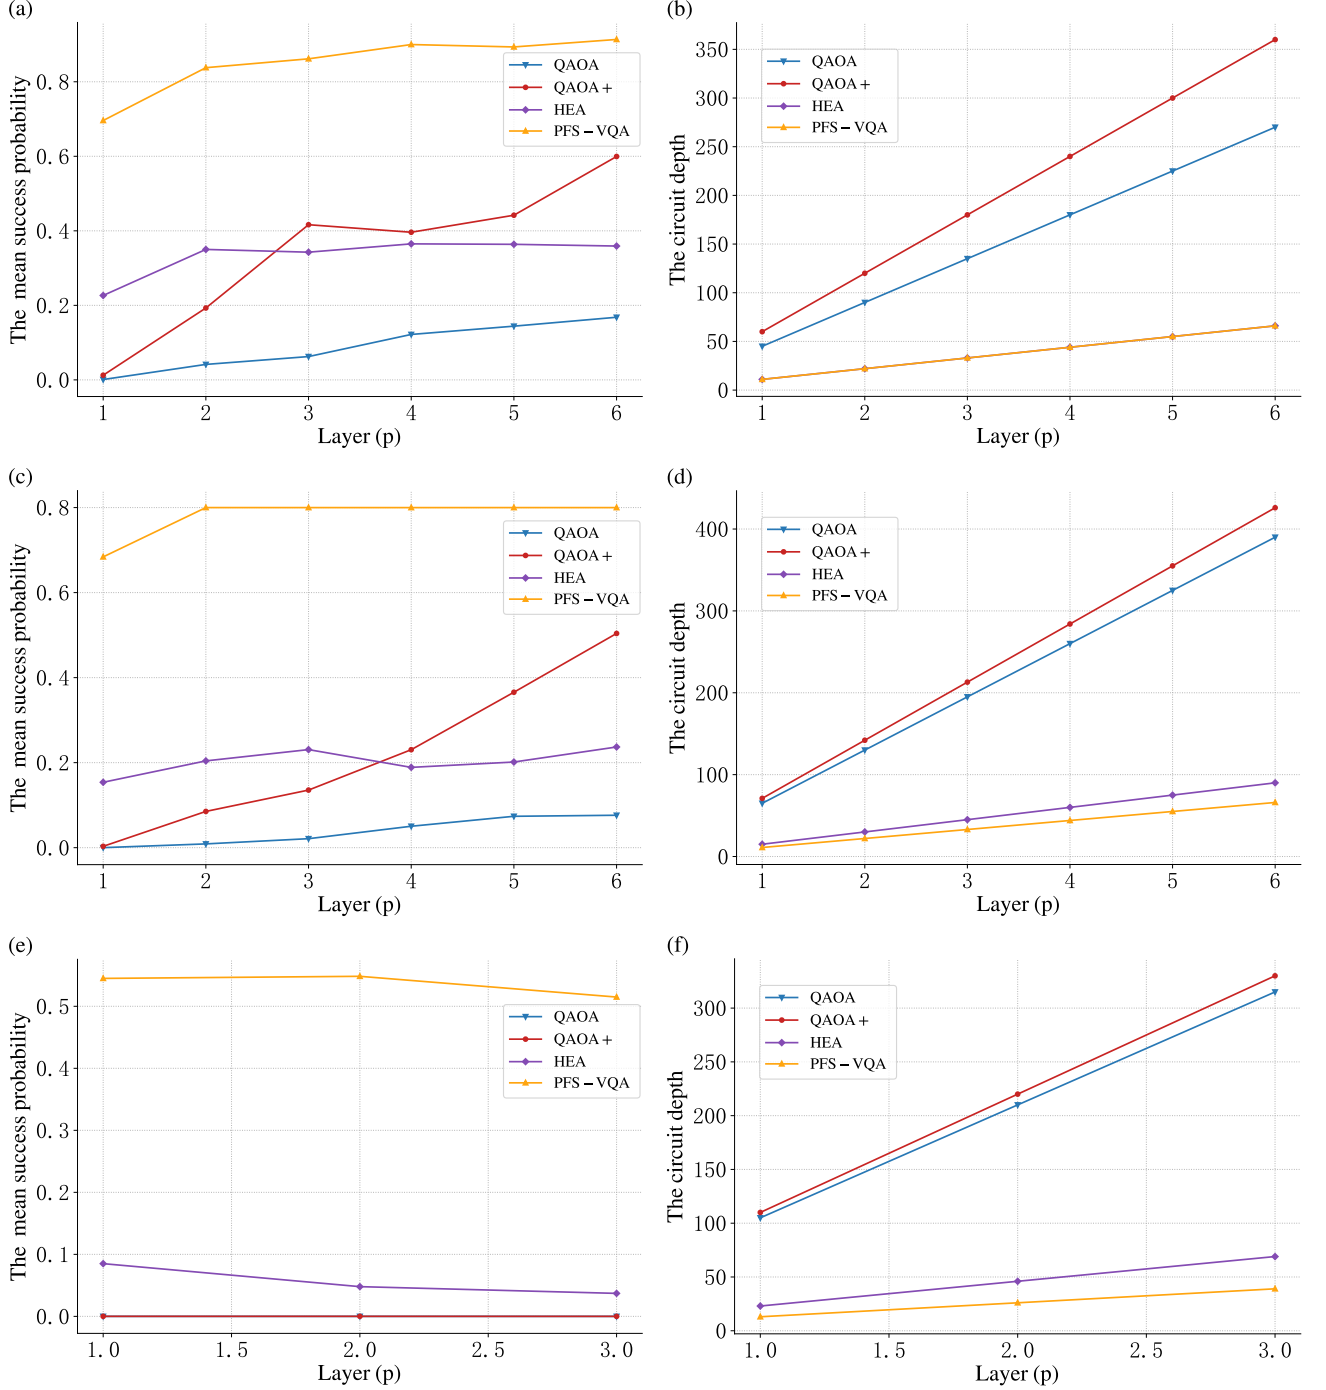 (a)
The mean success probability
0.8
0.6
0.4
0.2
0.0
QAOA
QAOA+
HEA
PFS−VQA
1 2 3 4 5 6
Layer (p)
(b)
The circuit depth
350
300
250
200
150
100
50
0
QAOA
QAOA+
HEA
PFS−VQA
1 2 3 4 5 6
Layer (p)
(c)
The mean success probability
0.8
0.6
0.4
0.2
0.0
QAOA
QAOA+
HEA
PFS−VQA
1 2 3 4 5 6
Layer (p)
(d)
The circuit depth
400
300
200
100
0
QAOA
QAOA+
HEA
PFS−VQA
1 2 3 4 5 6
Layer (p)
(e)
The mean success probability
0.5
0.4
0.3
0.2
0.1
0.0
QAOA
QAOA+
HEA
PFS−VQA
1.0 1.5 2.0 2.5 3.0
Layer (p)
(f)
The circuit depth
300
250
200
150
100
50
0
QAOA
QAOA+
HEA
PFS−VQA
1.0 1.5 2.0 2.5 3.0
Layer (p)